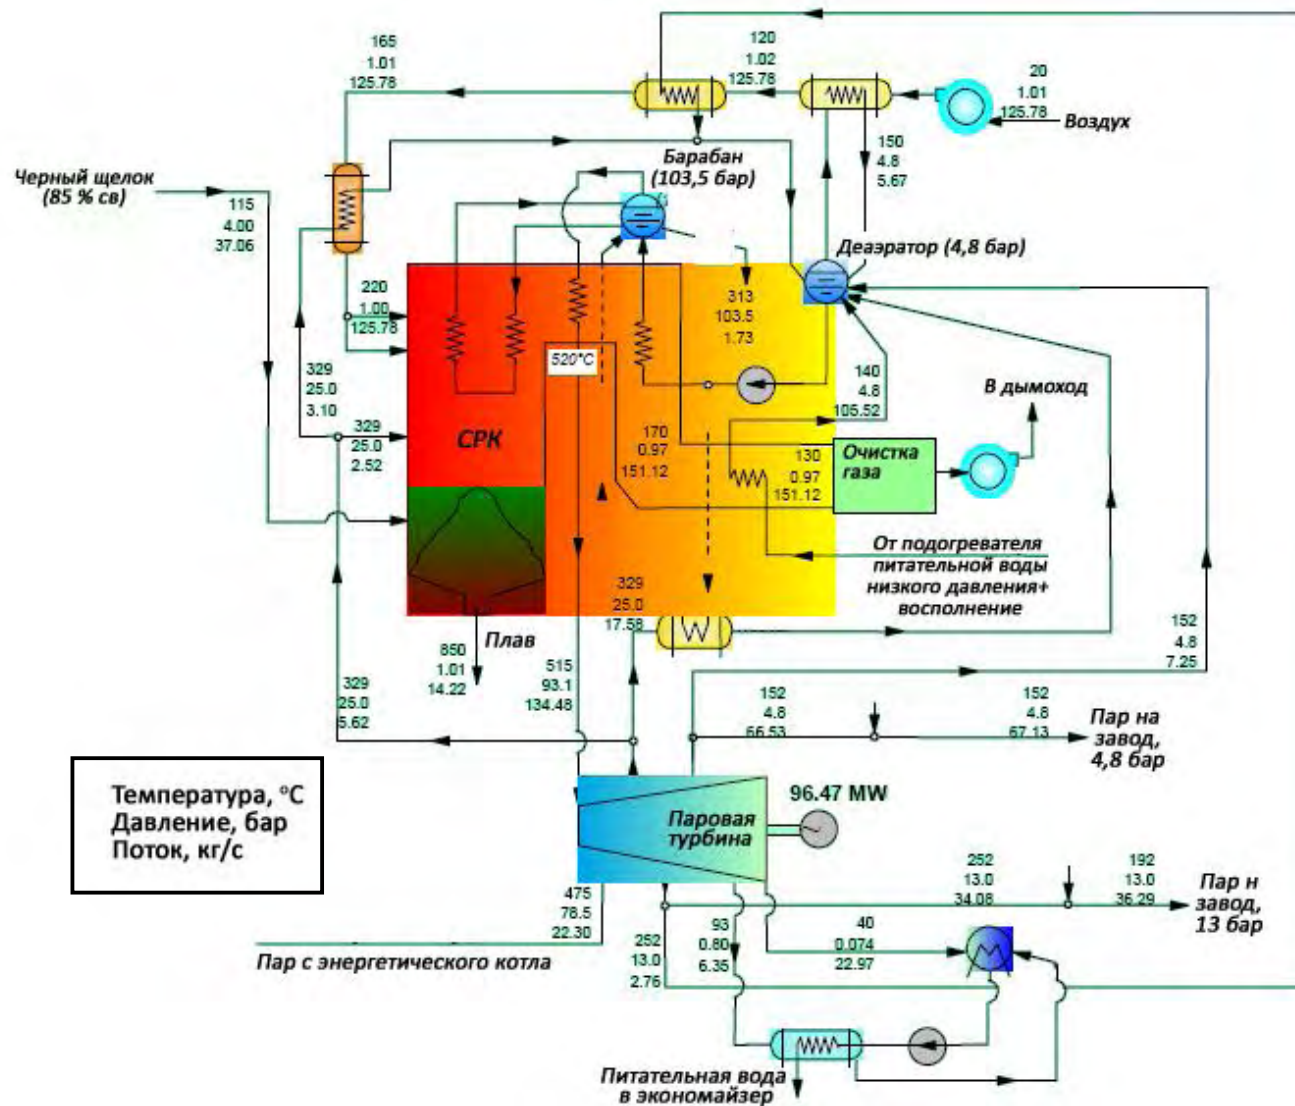 165
1.01
125.78
120
1.02
125.78
20
1.01
125.78
Воздух
150
4.8
5.67
Барабан
(103,5 бар)
Черный щелок
(85 % св)
115
4.00
37.06
Деаэратор (4,8 бар)
220
1.00
125.78
313
103.5
1.73
520°C
329
25.0
3.10
140
4.8
105.52
В дымоход
329
25.0
2.52
СРК
170
0.97
151.12
130
0.97
151.12
Очистка
газа
От подогревателя
питательной воды
низкого давления+
восполнение
329
25.0
17.58
Плав
850
1.01
14.22
515
93.1
134.48
152
4.8
7.25
329
25.0
5.62
152
4.8
66.53
152
4.8
67.13
Пар на
завод,
4,8 бар
Температура, °С
Давление, бар
Поток, кг/с
96.47 MW
Паровая
турбина
475
78.5
22.30
Пар с энергетического котла
252
13.0
34.08
192
13.0
36.29
Пар н
завод,
13 бар
252
13.0
2.76
93
0.80
6.35
40
0.074
22.97
Питательная вода
в экономайзер